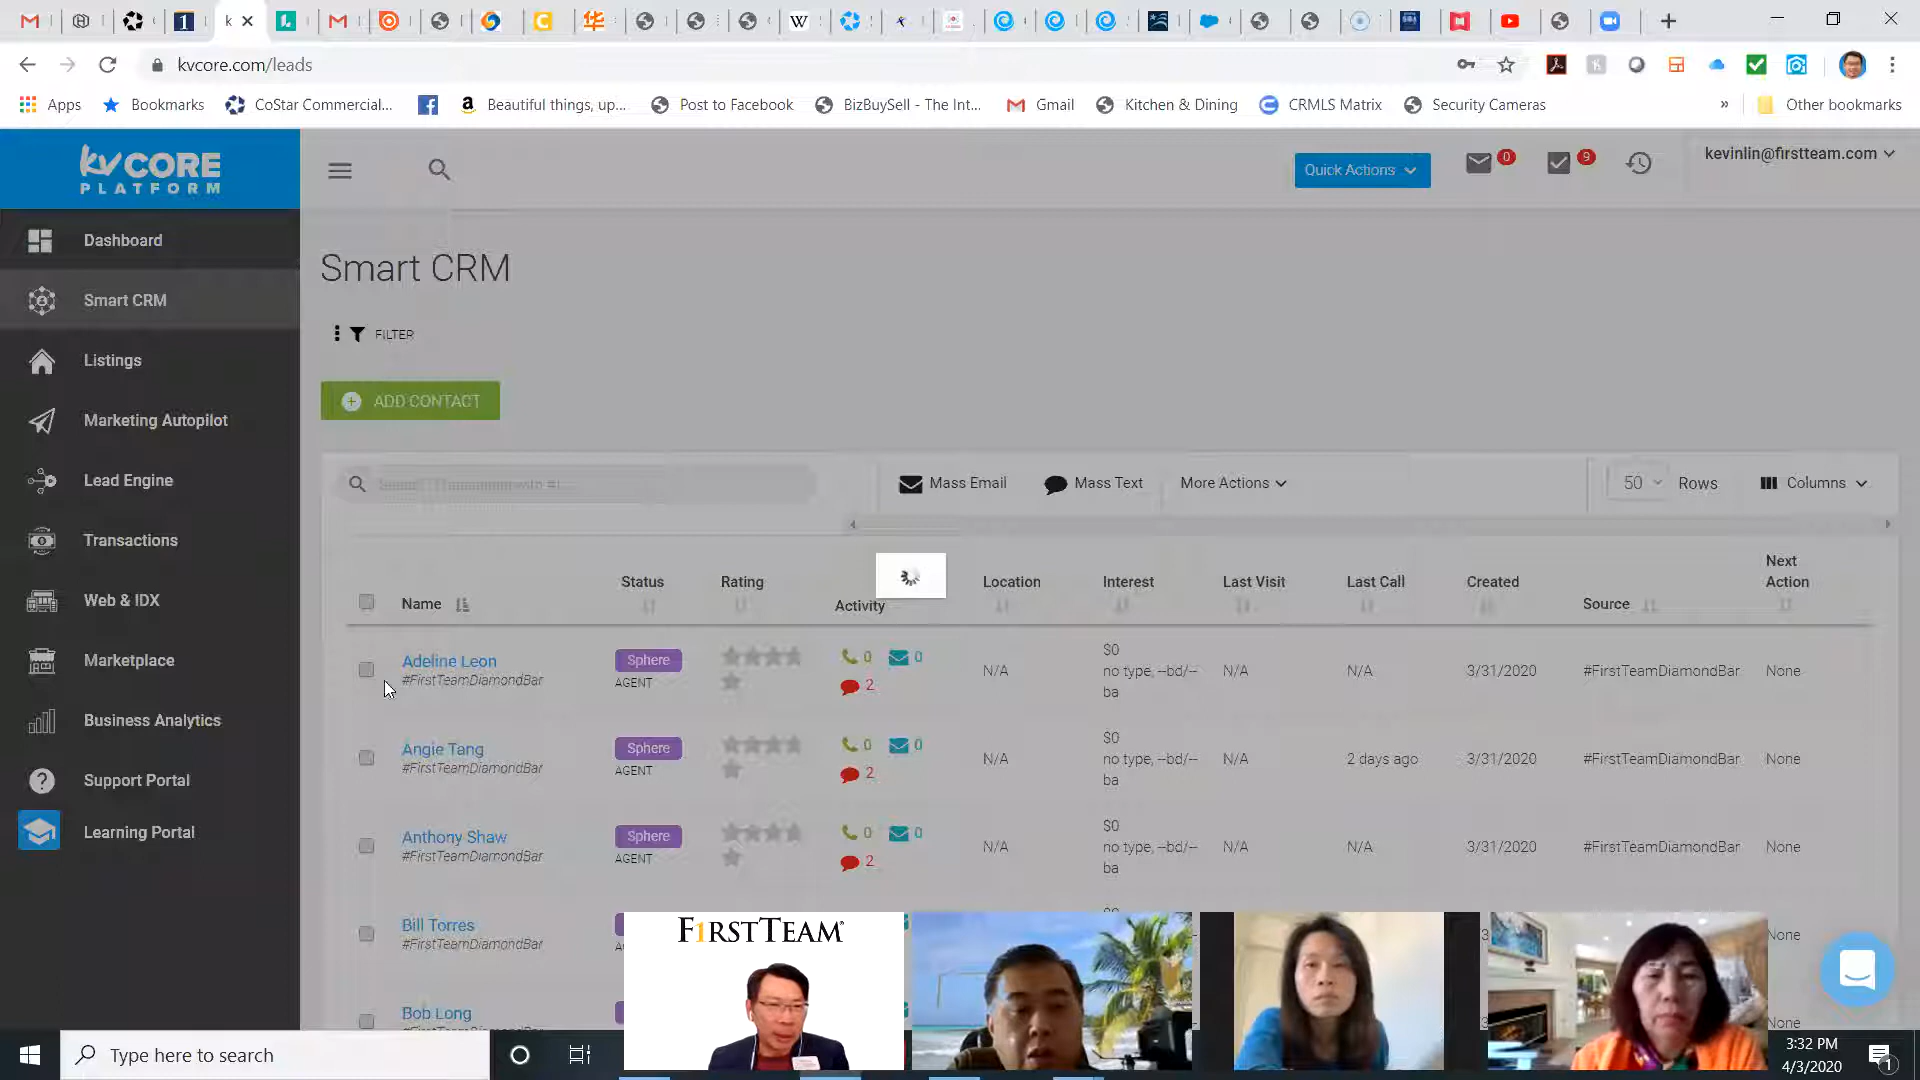 kvcore.com/leads
Apps
Bookmarks
CoStar Commercial...
Beautiful things, up...
Post to Facebook
BizBuySell - The Int...
Gmail
Kitchen & Dining
CRMLS Matrix
Security Cameras
»
Other bookmarks
kvCORE
PLATFORM
Quick Actions
0
9
kevinlin@firstteam.com
Dashboard
Smart CRM
Listings
Marketing Autopilot
Lead Engine
Transactions
Web & IDX
Marketplace
Business Analytics
Support Portal
Learning Portal
Smart CRM
FILTER
ADD CONTACT
Mass Email
Mass Text
More Actions
50
Rows
Columns
Name
Status
Rating
Activity
Location
Interest
Last Visit
Last Call
Created
Source
Next
Action
Adeline Leon
#FirstTeamDiamondBar
Sphere
AGENT
0
0
2
N/A
$0
no type, --bd/--
ba
N/A
N/A
3/31/2020
#FirstTeamDiamondBar
None
Angie Tang
#FirstTeamDiamondBar
Sphere
AGENT
0
0
2
N/A
$0
no type, --bd/--
ba
N/A
2 days ago
3/31/2020
#FirstTeamDiamondBar
None
Anthony Shaw
#FirstTeamDiamondBar
Sphere
AGENT
0
0
2
N/A
$0
no type, --bd/--
ba
N/A
N/A
3/31/2020
#FirstTeamDiamondBar
None
Bill Torres
#FirstTeamDiamondBar
None
Bob Long
None
F1RSTTEAM
Type here to search
3:32 PM
4/3/2020
1